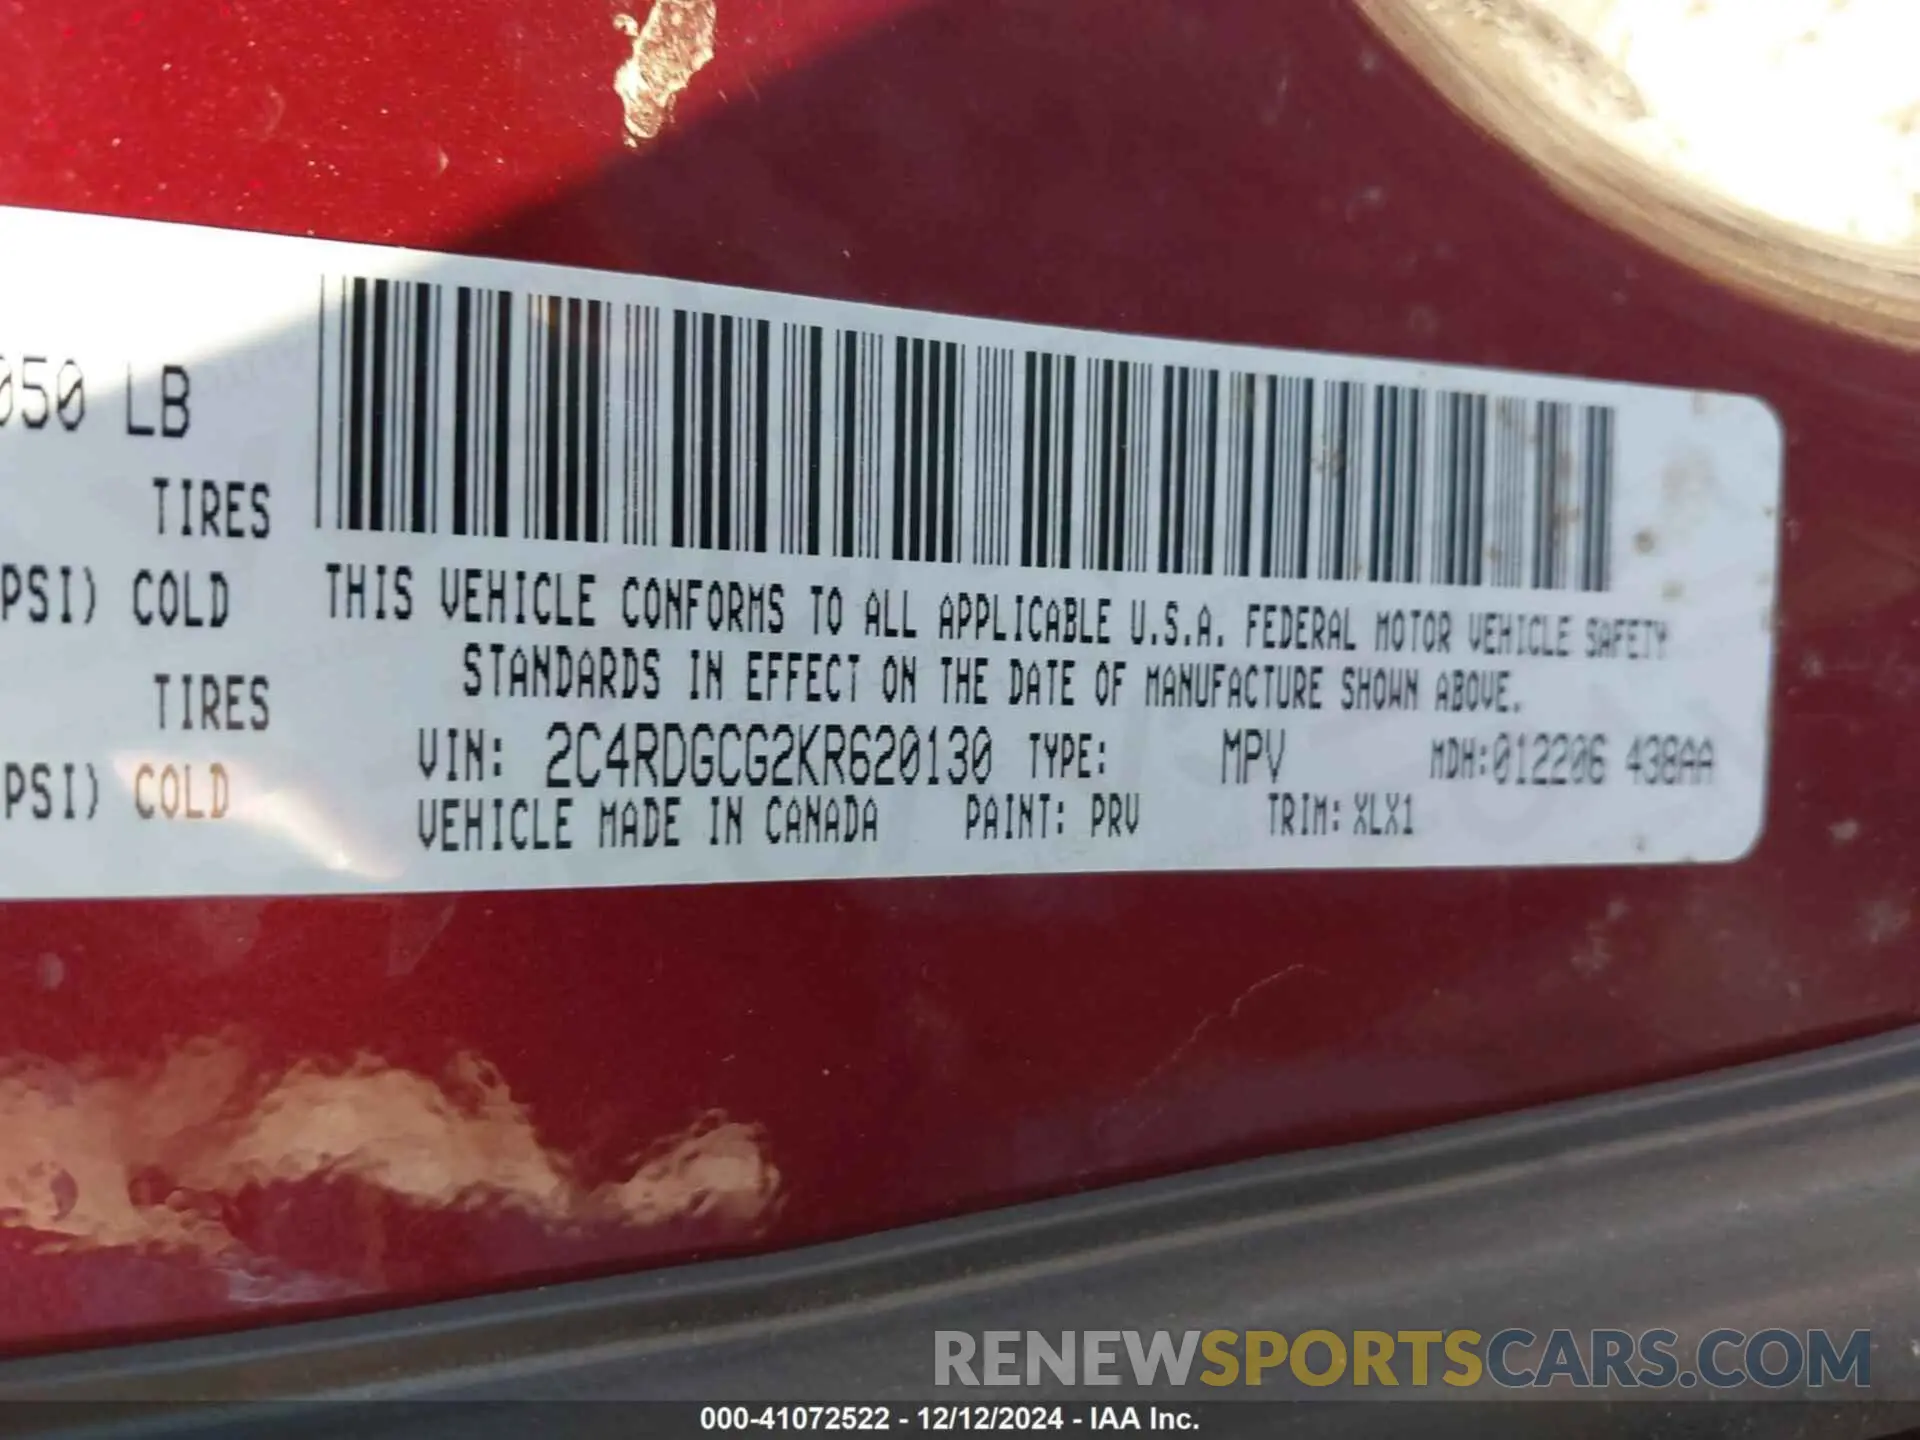 050 LB
TIRES
PSI) COLD
TIRES
PSI) COLD
THIS VEHICLE CONFORMS TO ALL APPLICABLE U.S.A. FEDERAL MOTOR VEHICLE SAFETY
STANDARDS IN EFFECT ON THE DATE OF MANUFACTURE SHOWN ABOVE.
VIN: 2C4RDGCG2KR620130 TYPE: MPV MDH:012206 438AA
VEHICLE MADE IN CANADA PAINT: PRV TRIM: XLX1
RENEWSPORTSCARS.COM
000-41072522 - 12/12/2024 - IAA Inc.